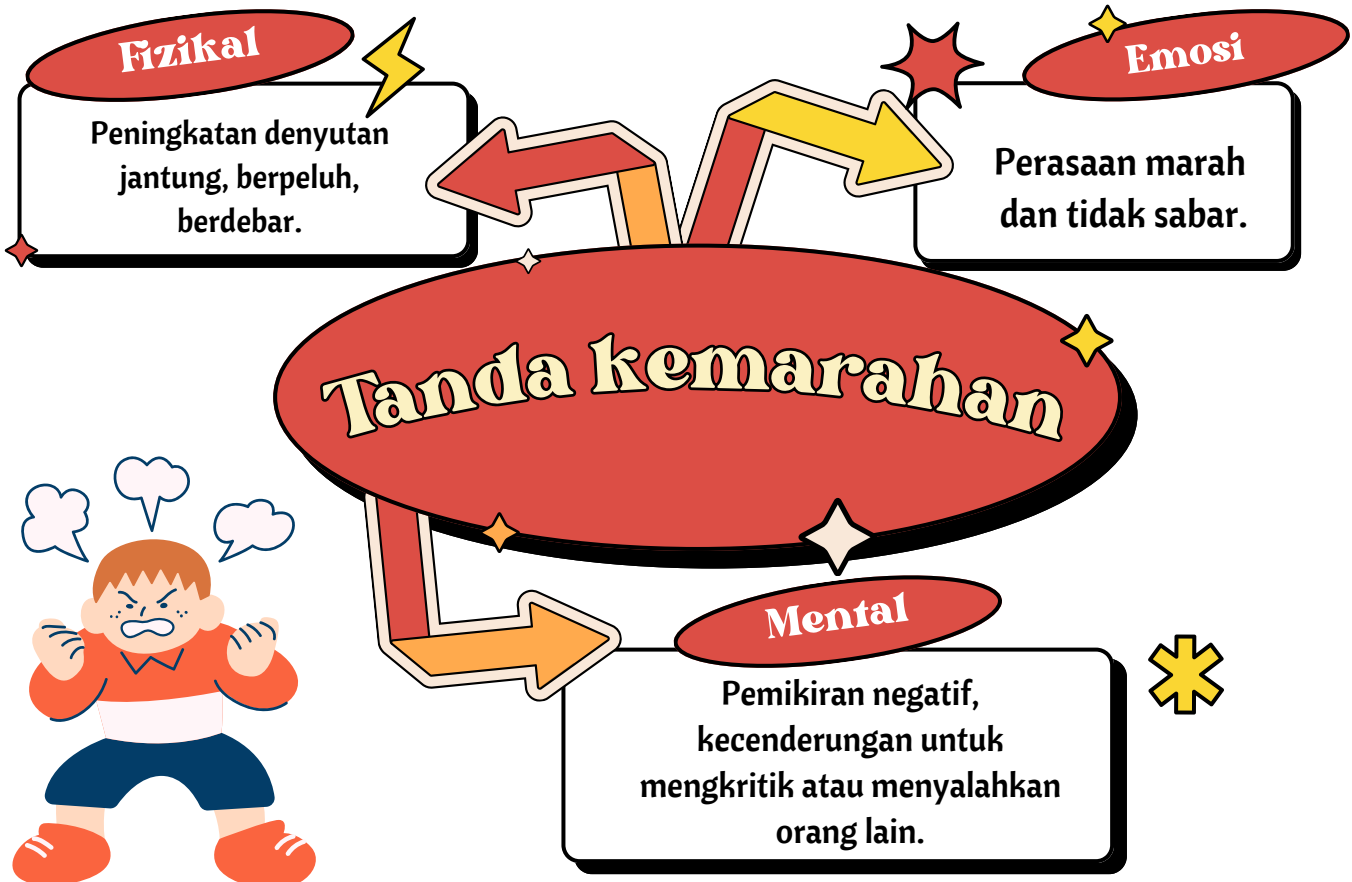 Fizikal
Peningkatan denyutan
jantung, berpeluh,
berdebar.
Emosi
Perasaan marah
dan tidak sabar.
Tanda kemarahan
Mental
Pemikiran negatif,
kecenderungan untuk
mengkritik atau menyalahkan
orang lain.